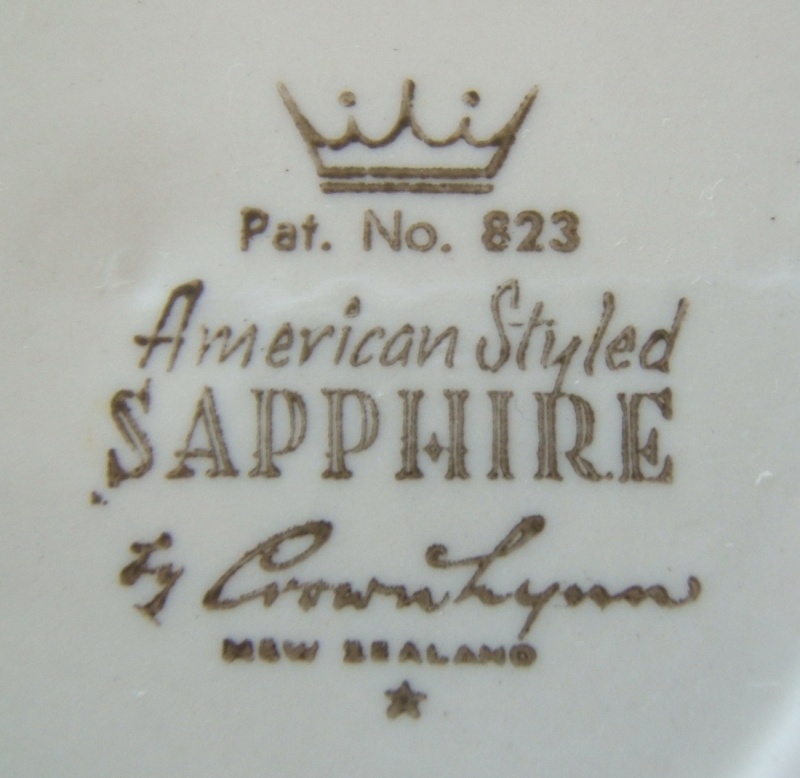 Pat. No. 823
American Styled
SAPPHIRE
by Crown Lynn
NEW ZEALAND